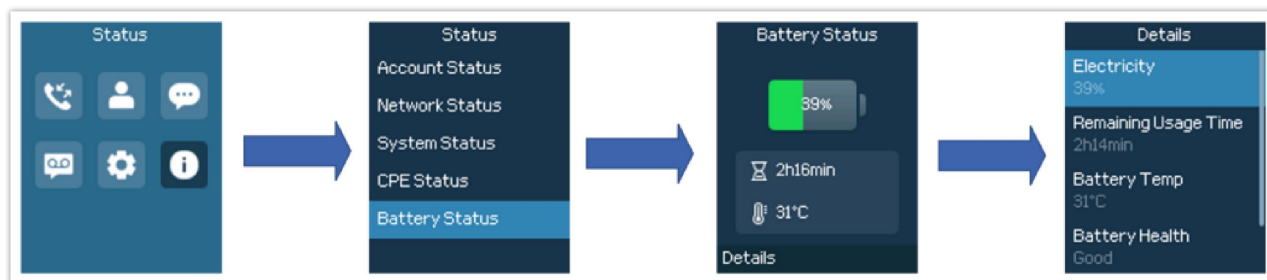 Status
Status
Account Status
Network Status
System Status
CPE Status
Battery Status
Battery Status
39%
2h16min
31°C
Details
Details
Electricity
39%
Remaining Usage Time
2h14min
Battery Temp
31°C
Battery Health
Good